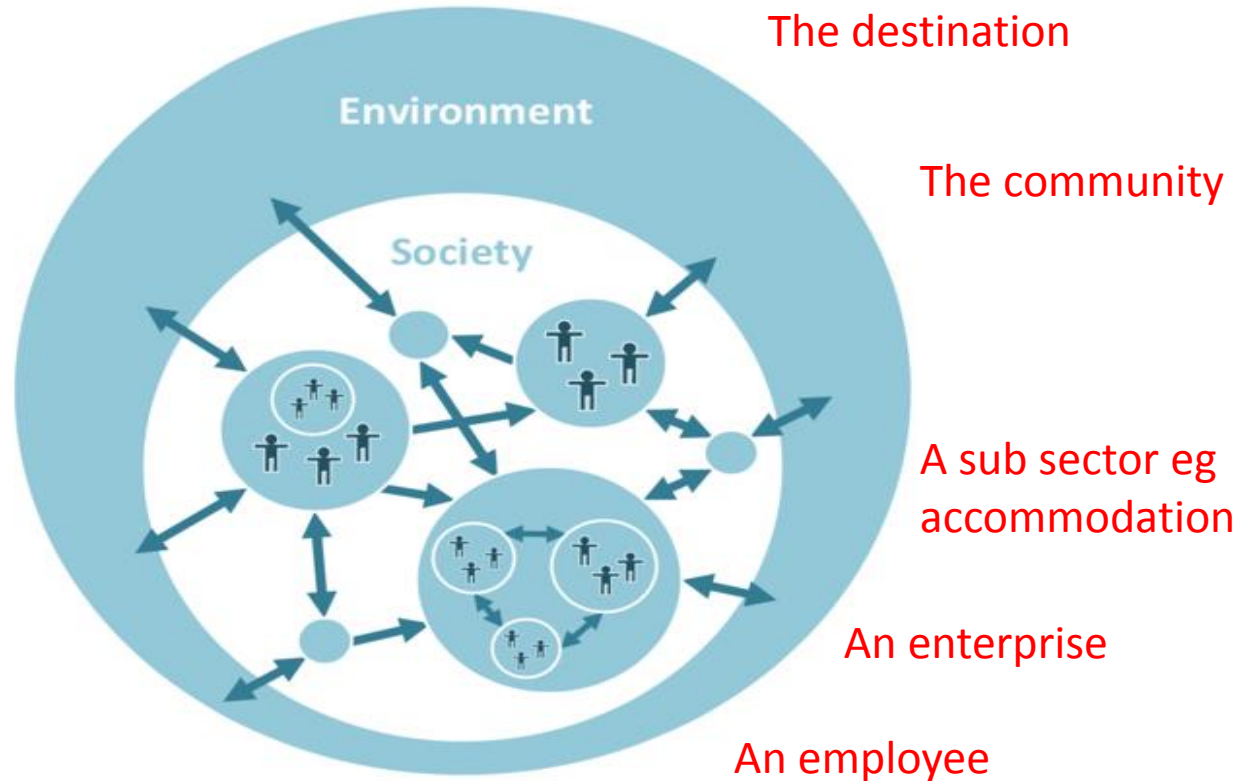 The destination
Environment
The community
Society
A sub sector eg
accommodation
An enterprise
An employee